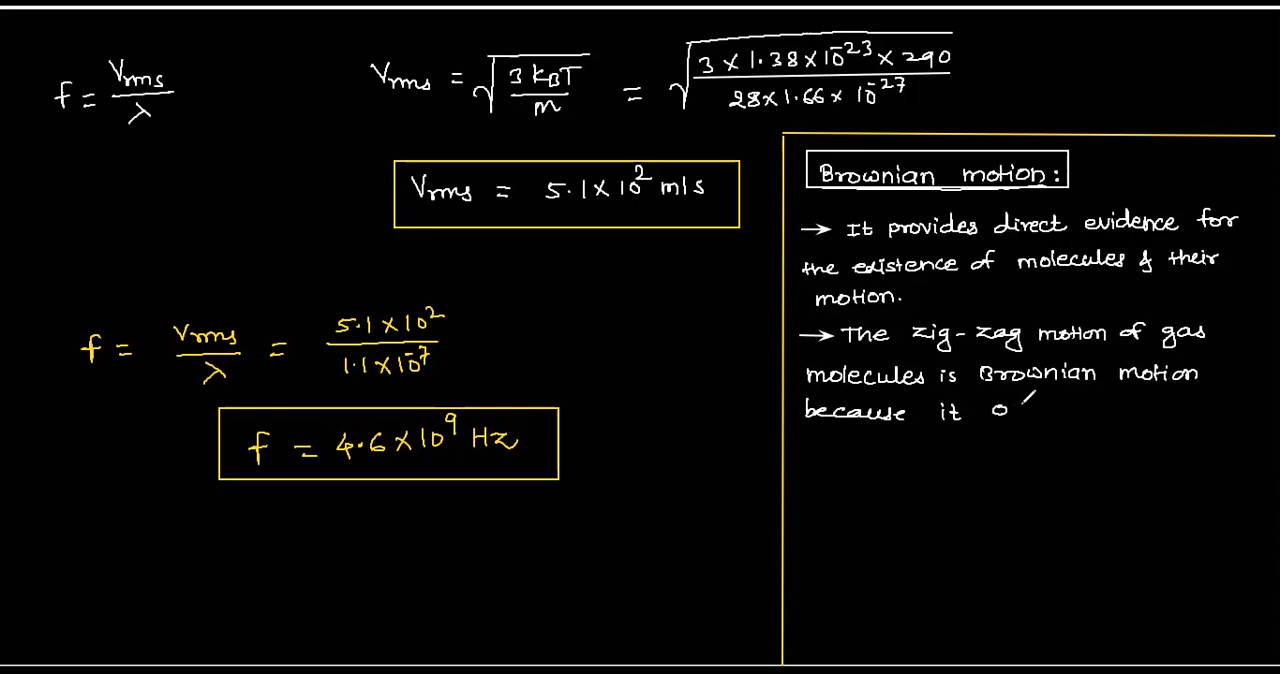 f = Vrms/λ
Vrms = √(3 kBT/m) = √(3 × 1.38 × 10⁻²³ × 290 / 28 × 1.66 × 10⁻²⁷)
Vrms = 5.1 × 10² m/s
f = Vrms/λ = 5.1 × 10² / 1.1 × 10⁻⁷
f = 4.6 × 10⁹ Hz
Brownian motion:
→ It provides direct evidence for
the existence of molecules & their
motion.
→ The zig-zag motion of gas
molecules is Brownian motion
because it o